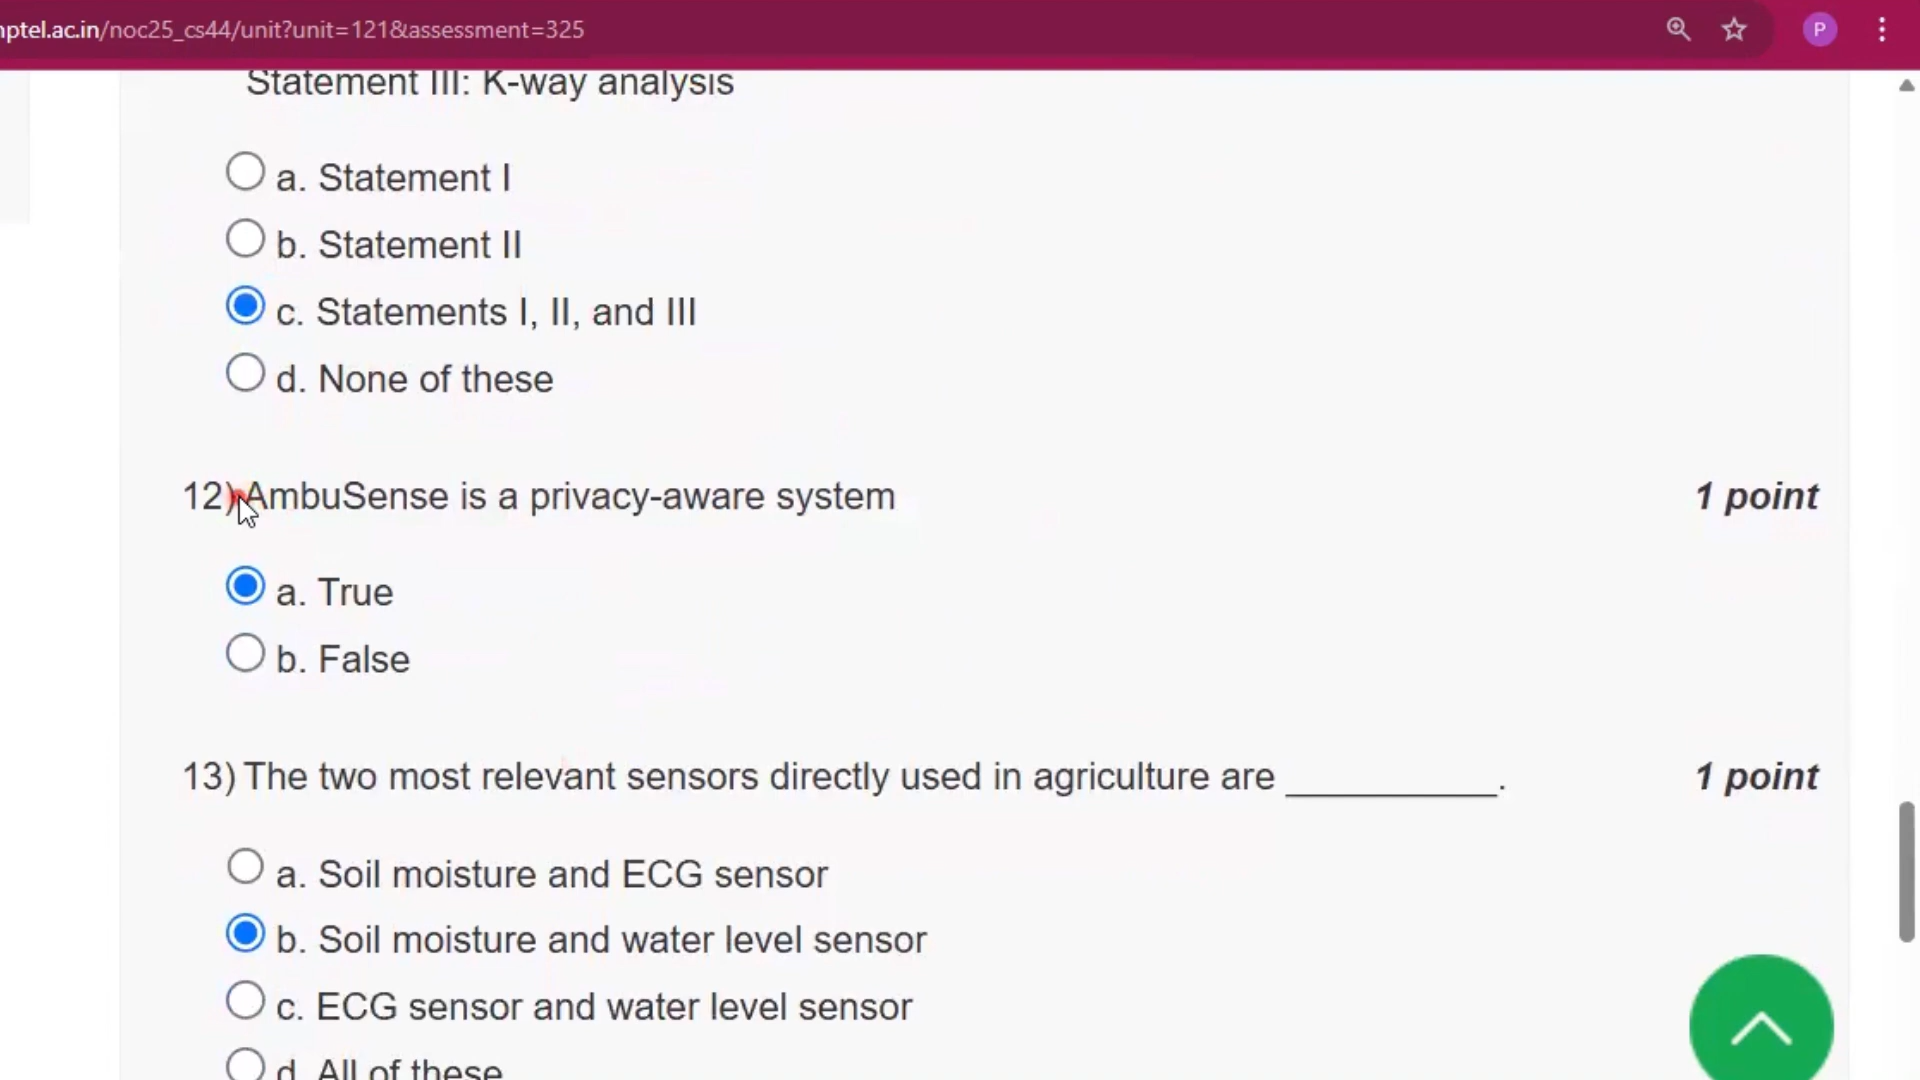 nptel.ac.in/noc25_cs44/unit?unit=121&assessment=325
P
Statement III: K-way analysis
a. Statement I
b. Statement II
c. Statements I, II, and III
d. None of these
12) AmbuSense is a privacy-aware system 1 point
a. True
b. False
13) The two most relevant sensors directly used in agriculture are __________. 1 point
a. Soil moisture and ECG sensor
b. Soil moisture and water level sensor
c. ECG sensor and water level sensor
d. All of these